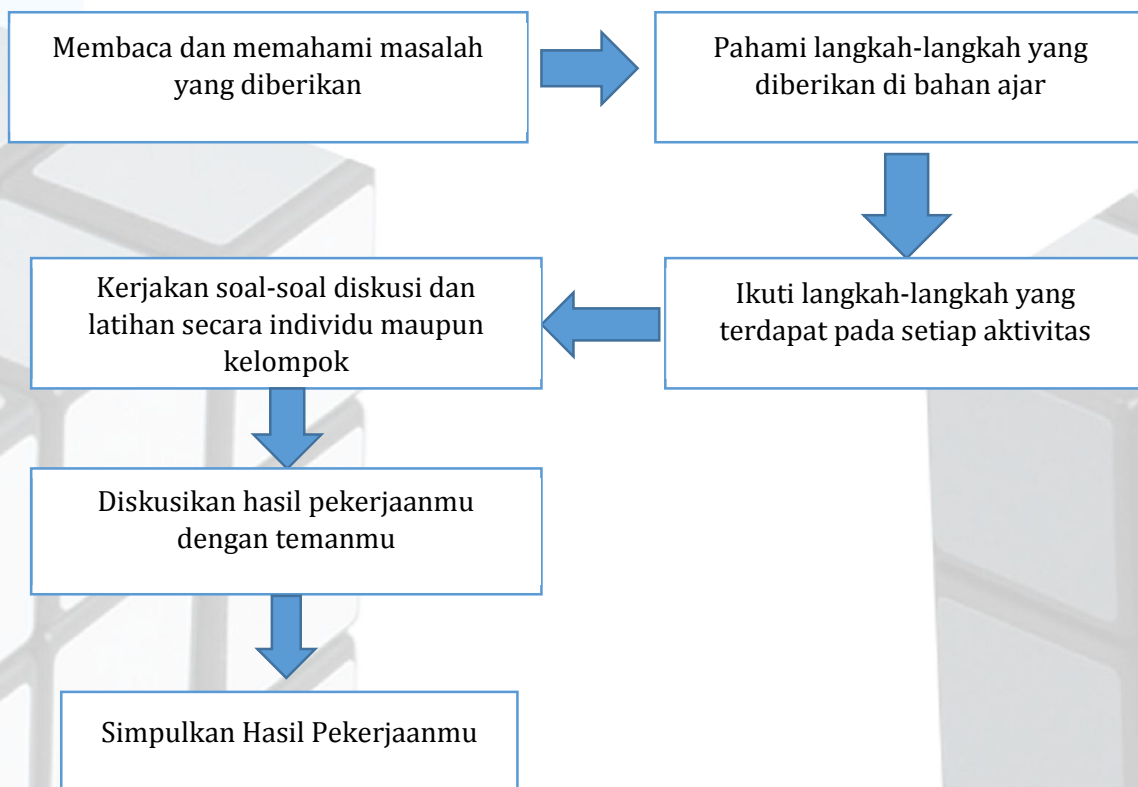 Membaca dan memahami masalah
yang diberikan
Pahami langkah-langkah yang
diberikan di bahan ajar
Ikuti langkah-langkah yang
terdapat pada setiap aktivitas
Kerjakan soal-soal diskusi dan
latihan secara individu maupun
kelompok
Diskusikan hasil pekerjaanmu
dengan temanmu
Simpulkan Hasil Pekerjaanmu